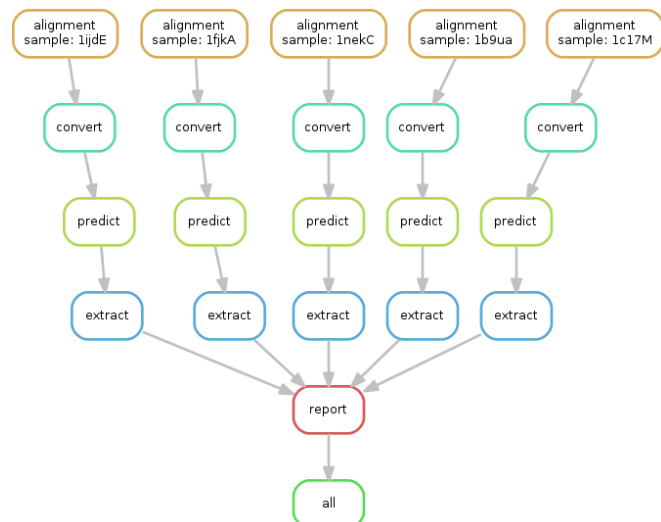 alignment
sample: 1ijdE
alignment
sample: 1fjkA
alignment
sample: 1nekC
alignment
sample: 1b9ua
alignment
sample: 1c17M
convert
convert
convert
convert
convert
predict
predict
predict
predict
predict
extract
extract
extract
extract
extract
report
all